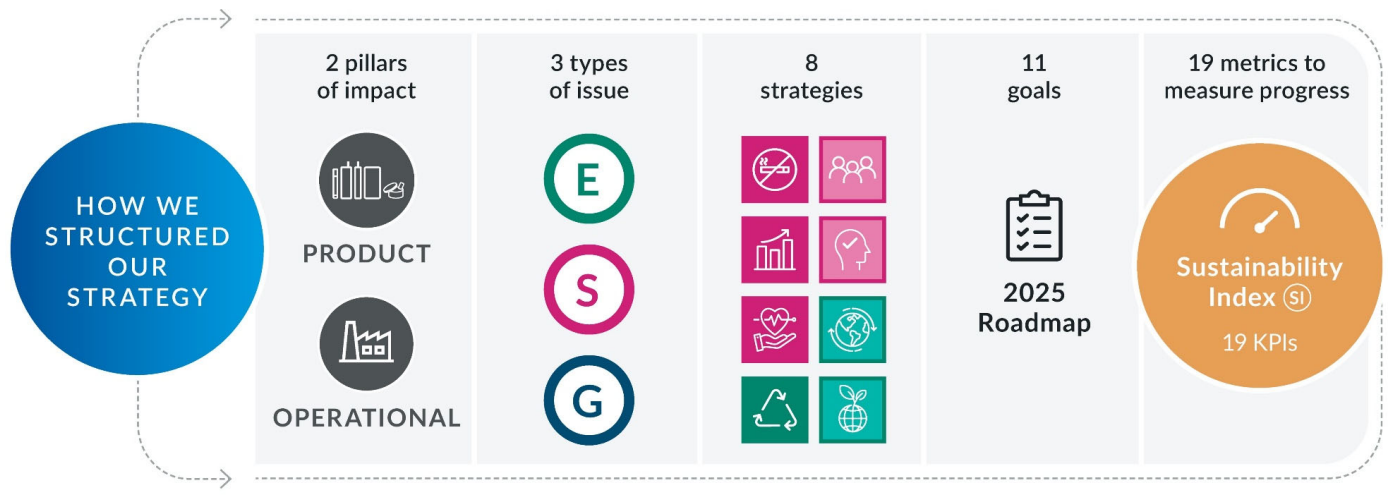 HOW WE
STRUCTURED
OUR
STRATEGY
2 pillars
of impact
PRODUCT
OPERATIONAL
3 types
of issue
E
S
G
8
strategies
11
goals
2025
Roadmap
19 metrics to
measure progress
Sustainability
Index SI
19 KPIs